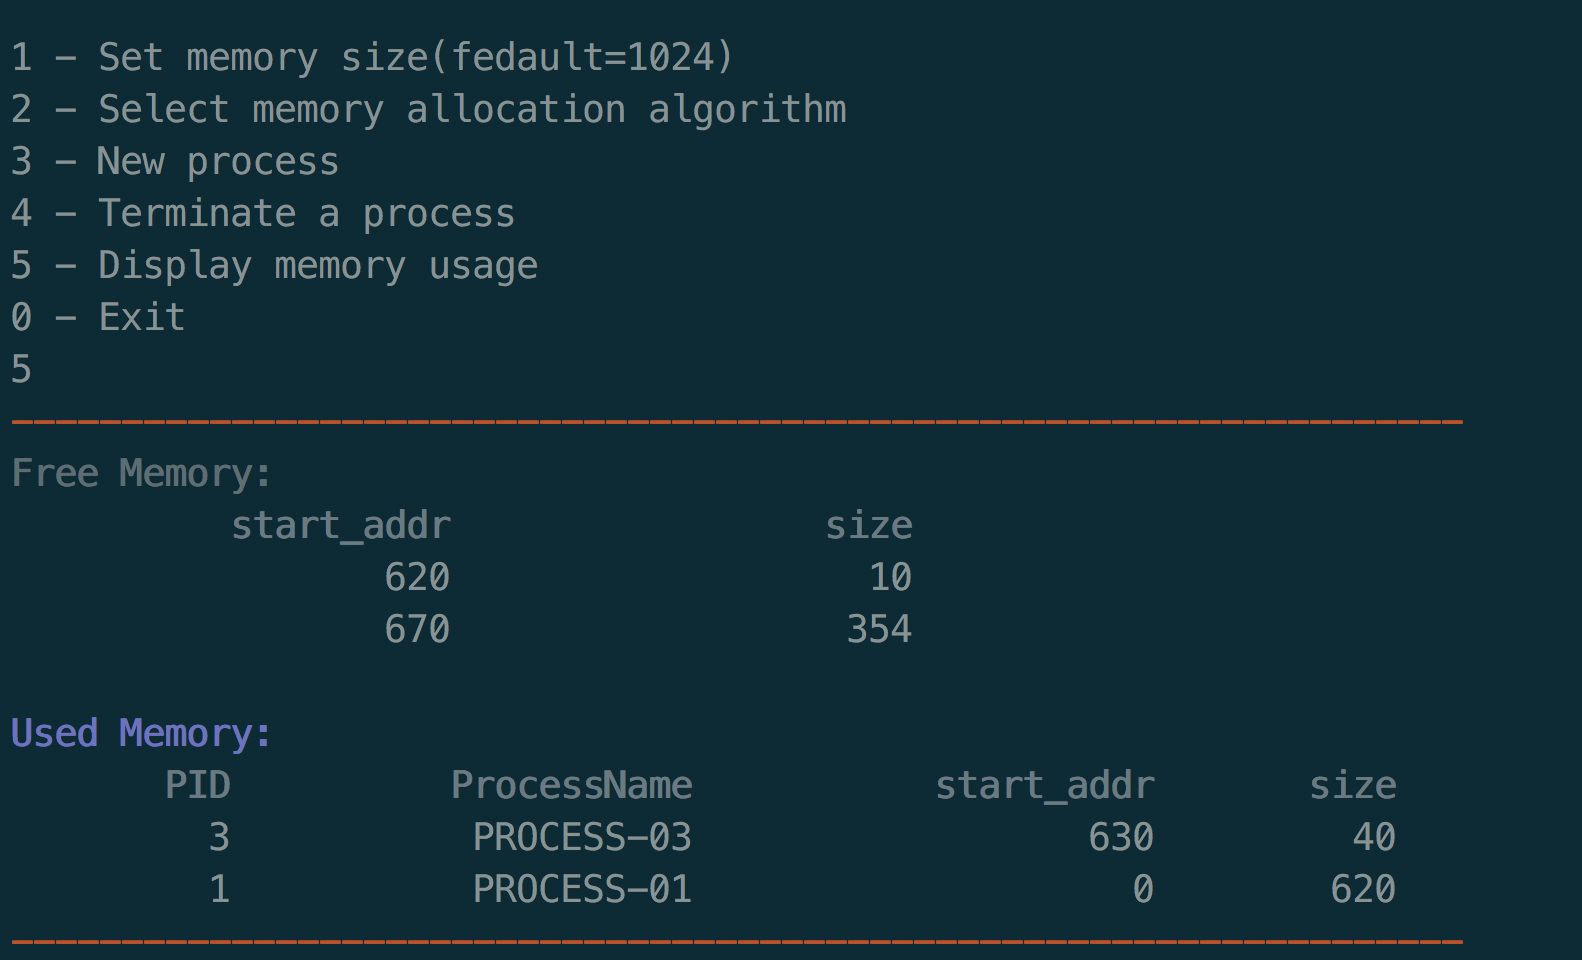 1 - Set memory size(fedault=1024)
2 - Select memory allocation algorithm
3 - New process
4 - Terminate a process
5 - Display memory usage
0 - Exit
5
------------------------------------------------------------------
Free Memory:
start_addr size
620 10
670 354
Used Memory:
PID ProcessName start_addr size
3 PROCESS-03 630 40
1 PROCESS-01 0 620
------------------------------------------------------------------